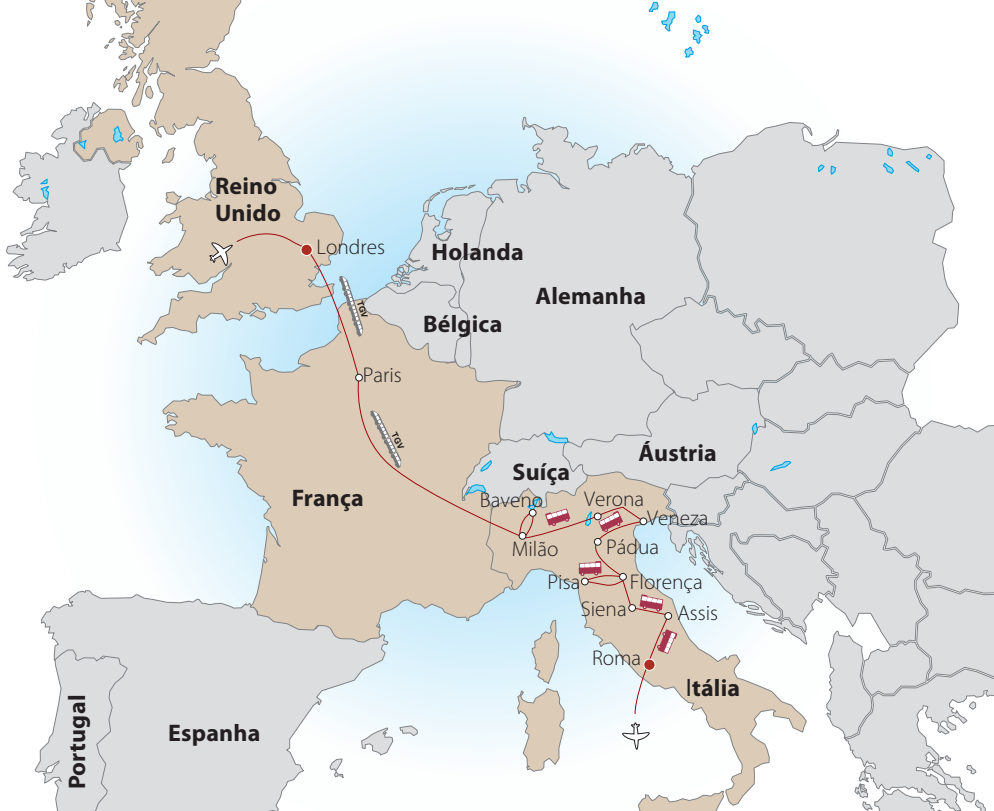 Reino
Unido
Londres
Holanda
TGV
Alemanha
Bélgica
Paris
TGV
Áustria
Suíça
França
Baveno
Verona
Veneza
Milão
Pádua
Pisa
Florença
Siena
Assis
Roma
Itália
Portugal
Espanha